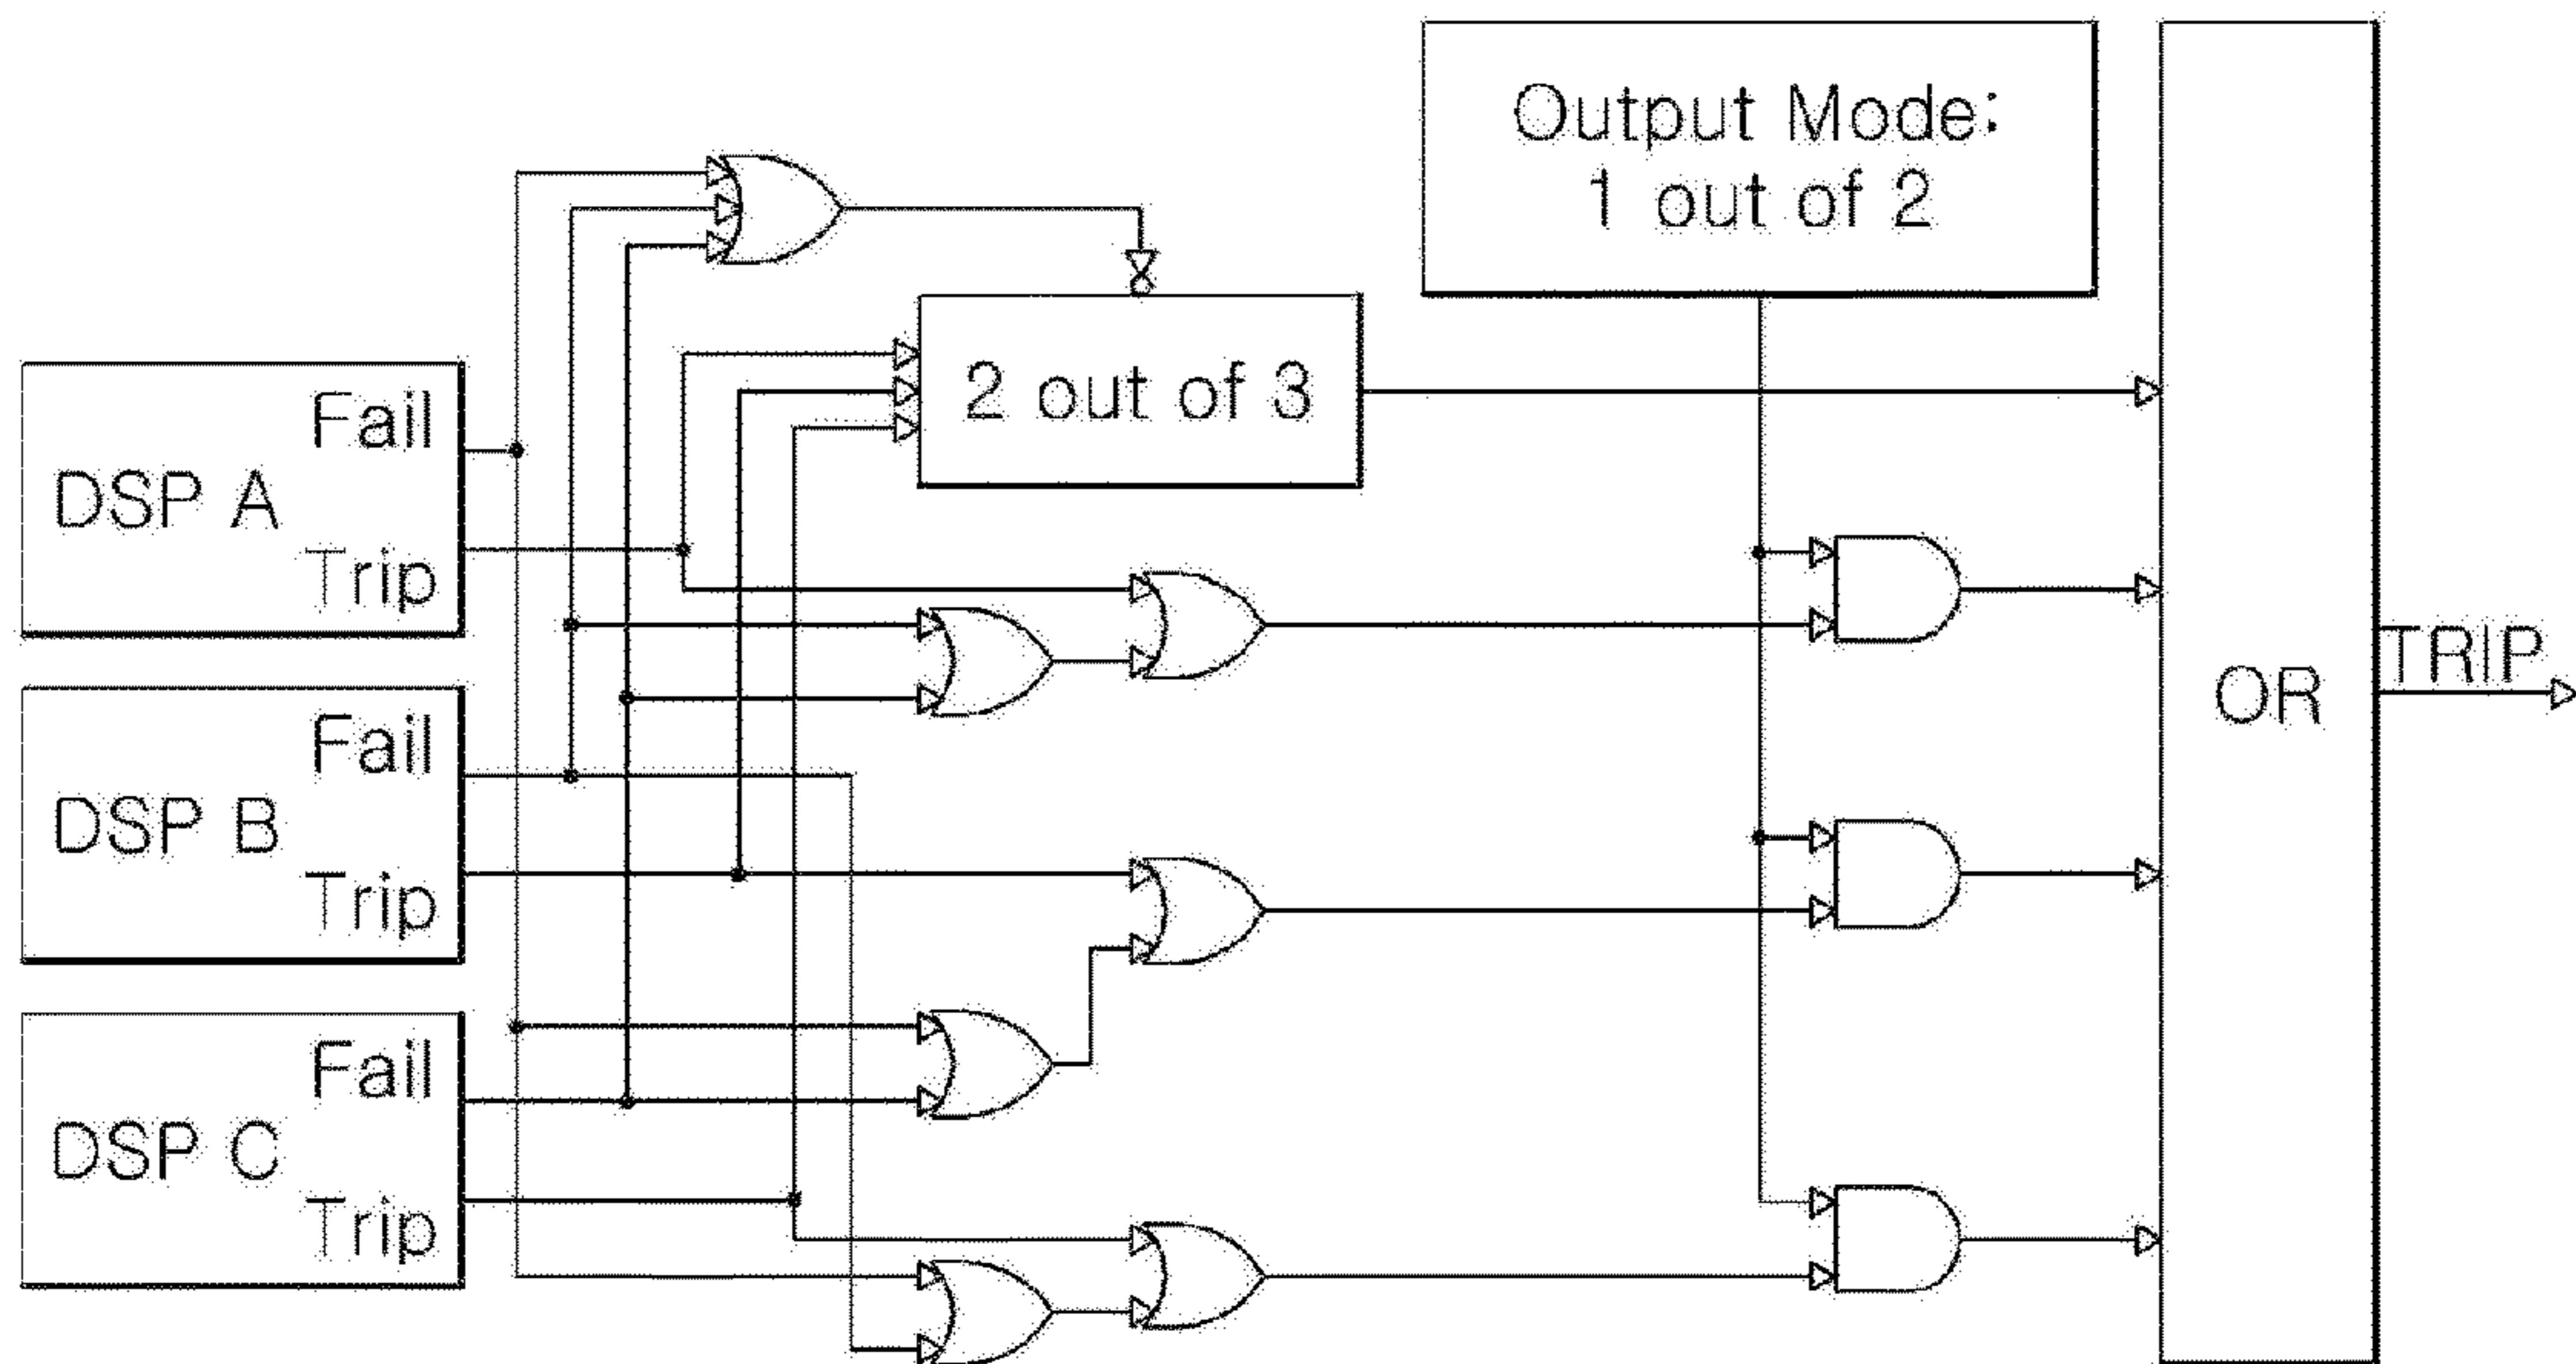 Output Mode:
1 out of 2
2 out of 3
Fail
DSP A
Trip
Fail
DSP B
Trip
Fail
DSP C
Trip
OR
TRIP